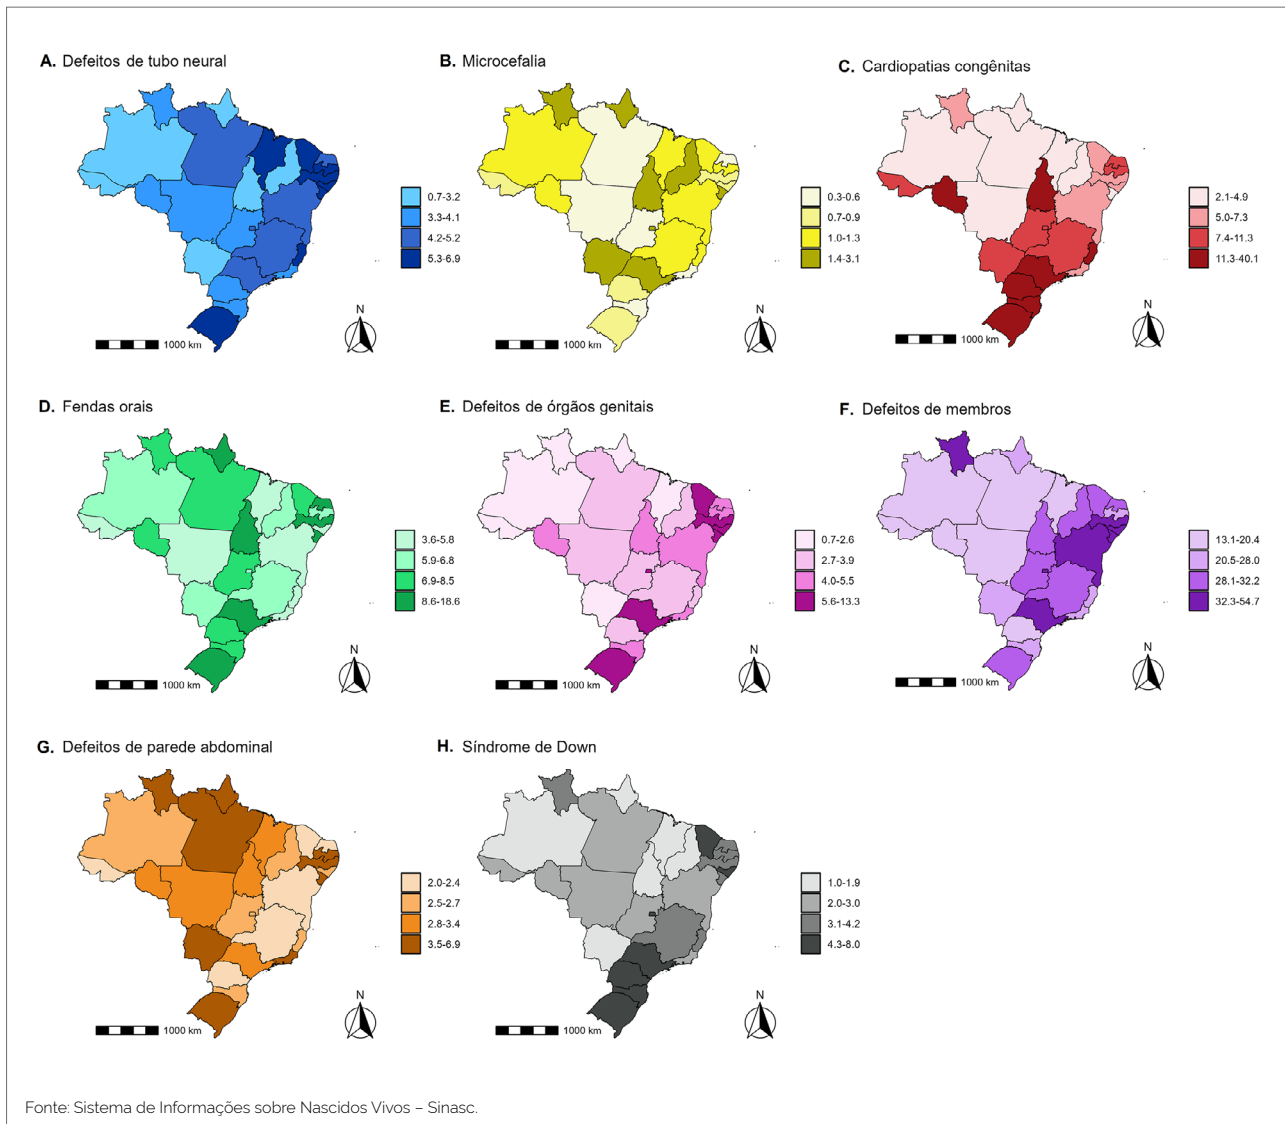 A. Defeitos de tubo neural
0.7-3.2
3.3-4.1
4.2-5.2
5.3-6.9
N
1000 km
B. Microcefalia
0.3-0.6
0.7-0.9
1.0-1.3
1.4-3.1
N
1000 km
C. Cardiopatias congênitas
2.1-4.9
5.0-7.3
7.4-11.3
11.3-40.1
N
1000 km
D. Fendas orais
3.6-5.8
5.9-6.8
6.9-8.5
8.6-18.6
N
1000 km
E. Defeitos de órgãos genitais
0.7-2.6
2.7-3.9
4.0-5.5
5.6-13.3
N
1000 km
F. Defeitos de membros
13.1-20.4
20.5-28.0
28.1-32.2
32.3-54.7
N
1000 km
G. Defeitos de parede abdominal
2.0-2.4
2.5-2.7
2.8-3.4
3.5-6.9
N
1000 km
H. Síndrome de Down
1.0-1.9
2.0-3.0
3.1-4.2
4.3-8.0
N
1000 km
Fonte: Sistema de Informações sobre Nascidos Vivos – Sinasc.